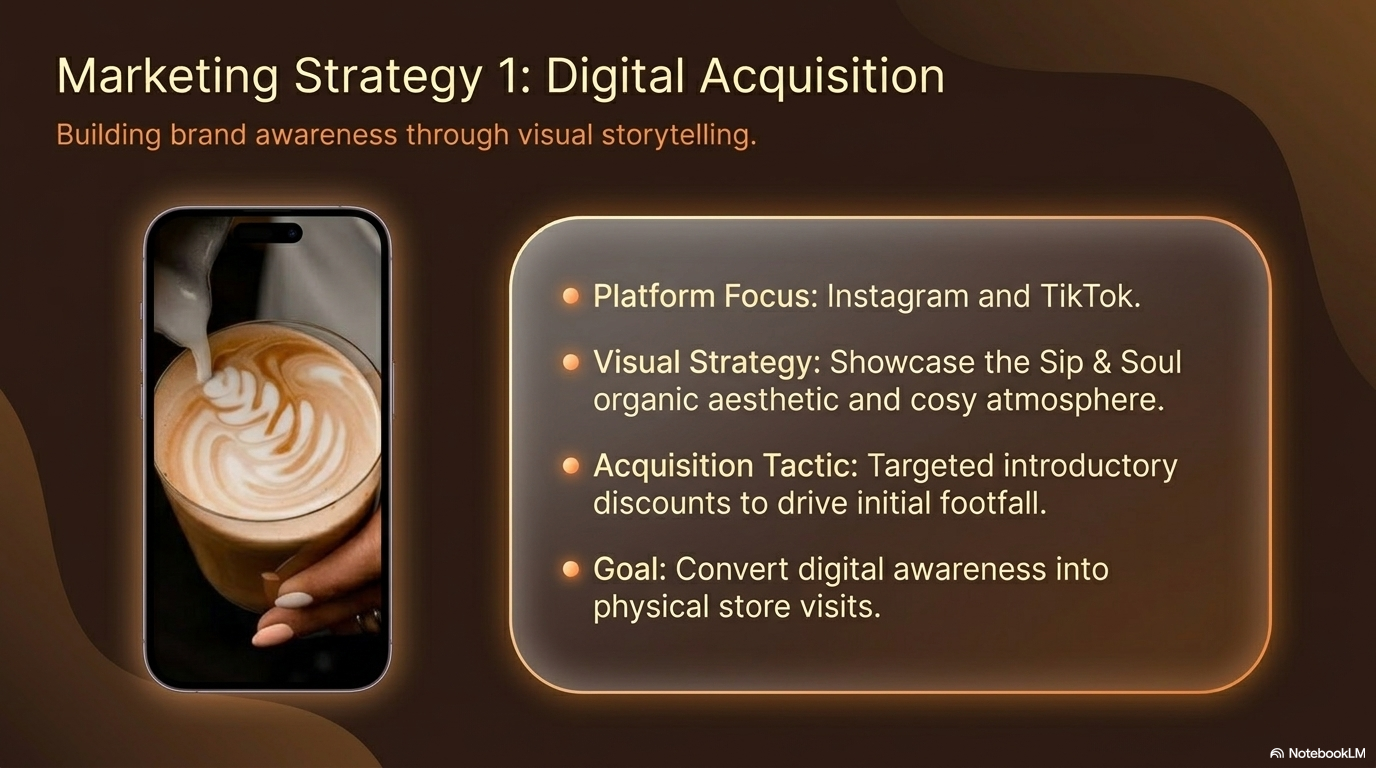 Marketing Strategy 1: Digital Acquisition
Building brand awareness through visual storytelling.
Platform Focus: Instagram and TikTok.
Visual Strategy: Showcase the Sip & Soul
organic aesthetic and cosy atmosphere.
Acquisition Tactic: Targeted introductory
discounts to drive initial footfall.
Goal: Convert digital awareness into
physical store visits.
NotebookLM